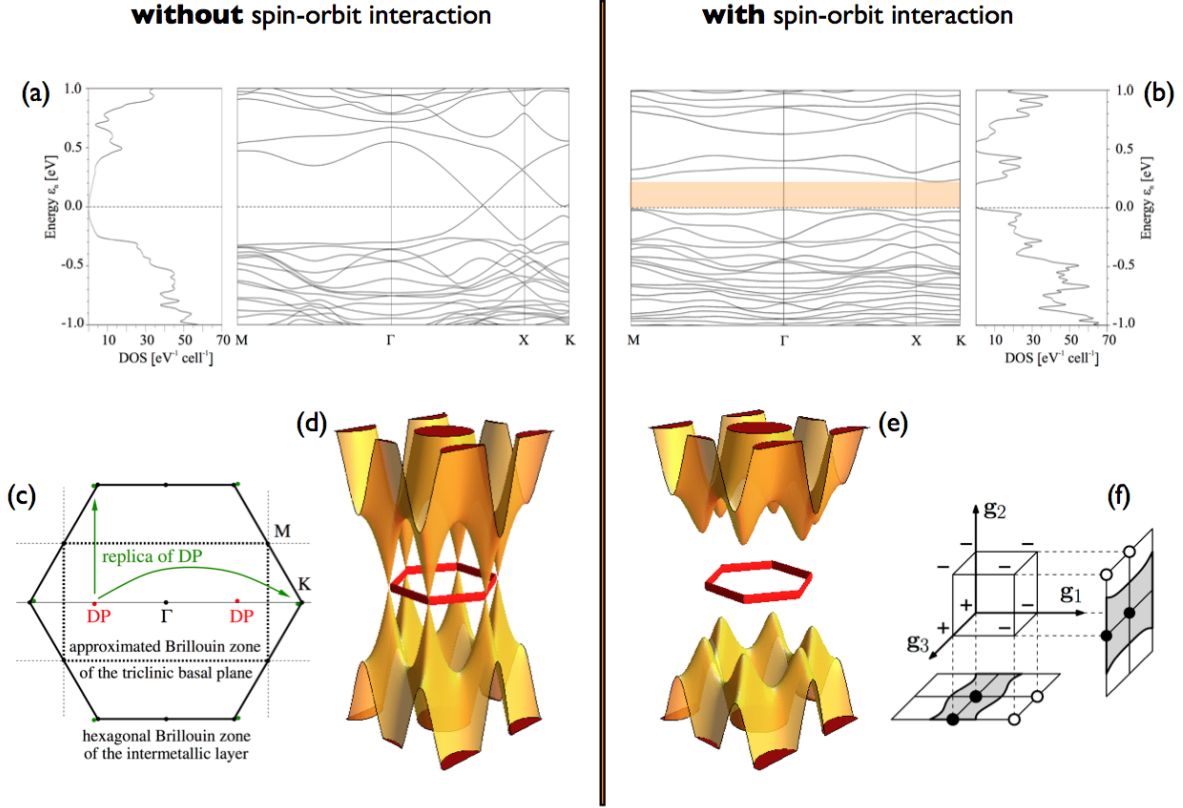 without spin-orbit interaction
with spin-orbit interaction
(a)
1.0
0.5
0.0
-0.5
-1.0
Energy εₙ [eV]
10 30 50 70
DOS [eV⁻¹ cell⁻¹]
M Γ X K
(b)
1.0
0.5
0.0
-0.5
-1.0
Energy εₙ [eV]
M Γ X K
10 30 50 70
DOS [eV⁻¹ cell⁻¹]
(c)
M
replica of DP
K
DP Γ DP
approximated Brillouin zone
of the triclinic basal plane
hexagonal Brillouin zone
of the intermetallic layer
(d)
(e)
(f)
g₂
− −
− −
g₁
+ −
+ −
g₃